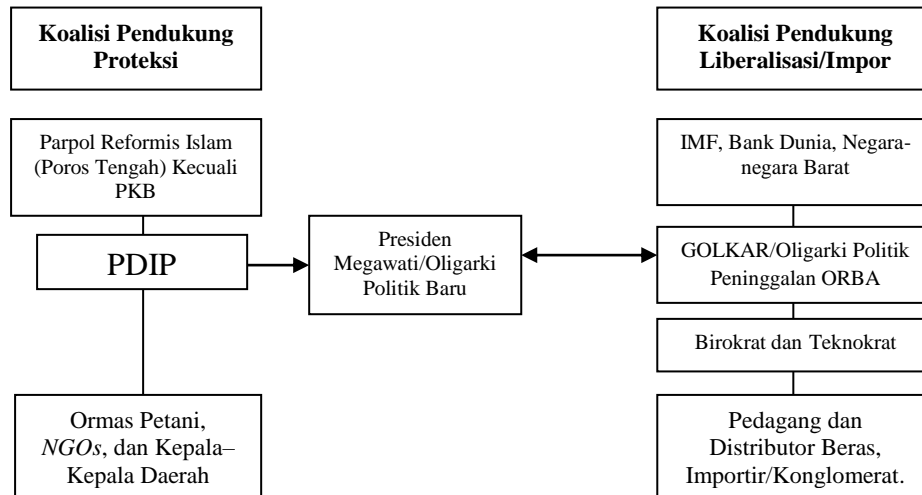 Koalisi Pendukung
Proteksi
Koalisi Pendukung
Liberalisasi/Impor
Parpol Reformis Islam
(Poros Tengah) Kecuali
PKB
IMF, Bank Dunia, Negara-
negara Barat
PDIP
Presiden
Megawati/Oligarki
Politik Baru
GOLKAR/Oligarki Politik
Peninggalan ORBA
Birokrat dan Teknokrat
Ormas Petani,
NGOs, dan Kepala–
Kepala Daerah
Pedagang dan
Distributor Beras,
Importir/Konglomerat.